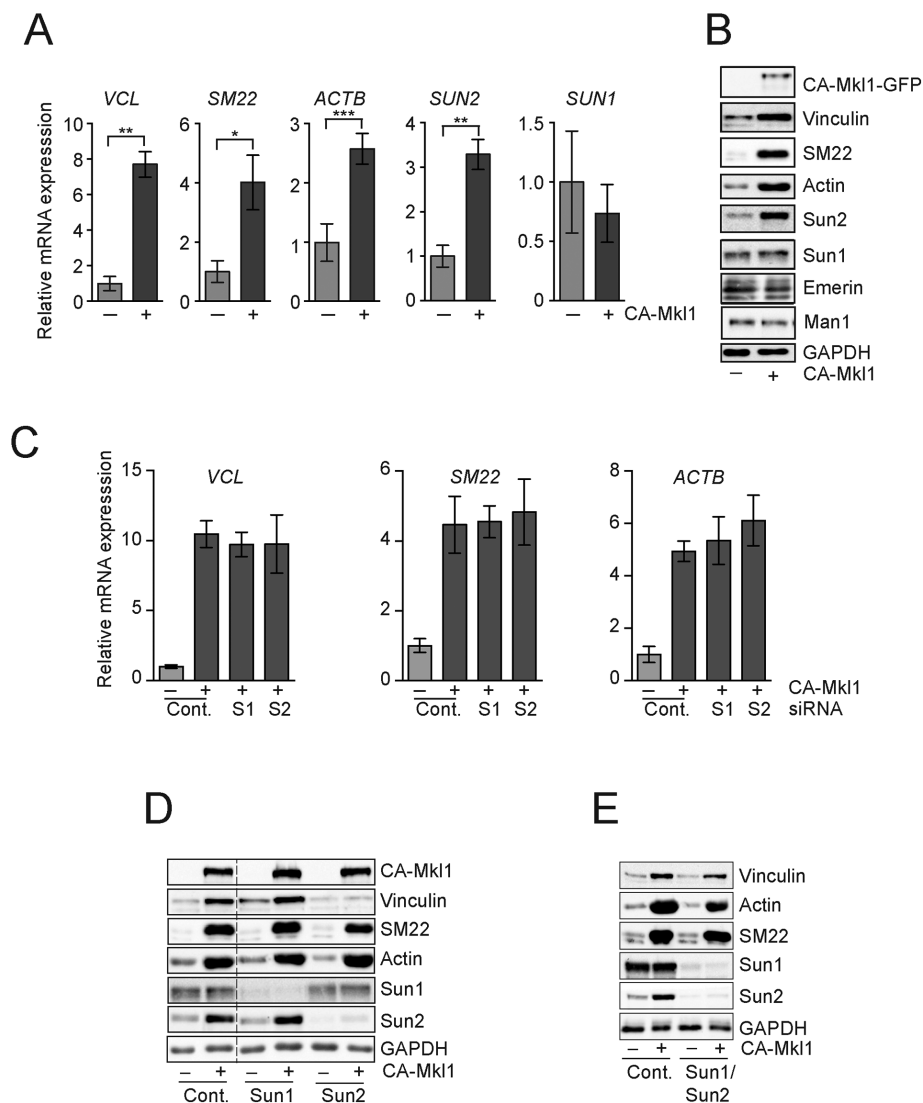 A
VCL
SM22
ACTB
SUN2
SUN1
Relative mRNA expresssion
10
8
6
4
2
0
**
– +
6
4
2
0
*
– +
3
2
1
0
***
– +
4
3
2
1
0
**
– +
1.5
1.0
0.5
0
– + CA-Mkl1
B
CA-Mkl1-GFP
Vinculin
SM22
Actin
Sun2
Sun1
Emerin
Man1
GAPDH
– + CA-Mkl1
C
VCL
SM22
ACTB
Relative mRNA expresssion
15
10
5
0
– + + +
Cont. S1 S2
6
4
2
0
– + + +
Cont. S1 S2
8
6
4
2
0
– + + + CA-Mkl1
Cont. S1 S2 siRNA
D
CA-Mkl1
Vinculin
SM22
Actin
Sun1
Sun2
GAPDH
– + – + – + CA-Mkl1
Cont. Sun1 Sun2
E
Vinculin
Actin
SM22
Sun1
Sun2
GAPDH
– + – + CA-Mkl1
Cont. Sun1/
Sun2